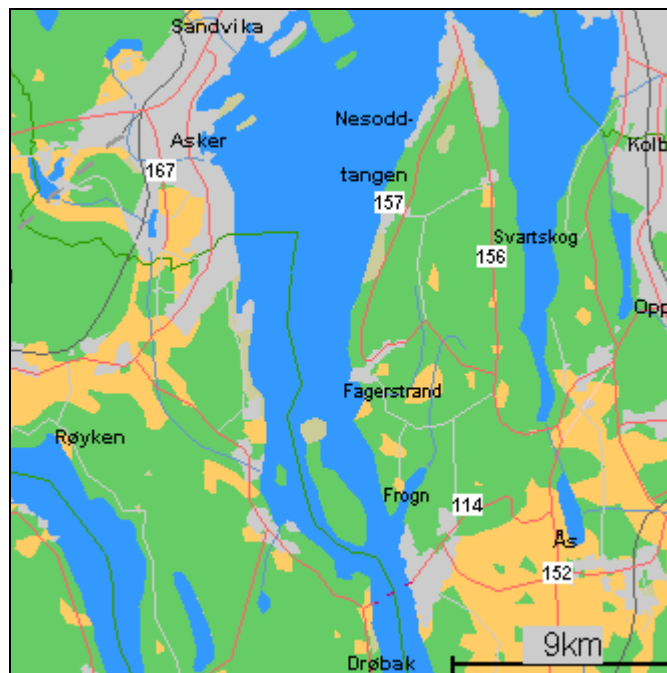 Sandvika
Nesodd-
Asker
Kolb
167
tangen
157
Svartskog
156
Opp
Fagerstrand
Røyken
Frogn
114
Ås
152
9km
Drøbak